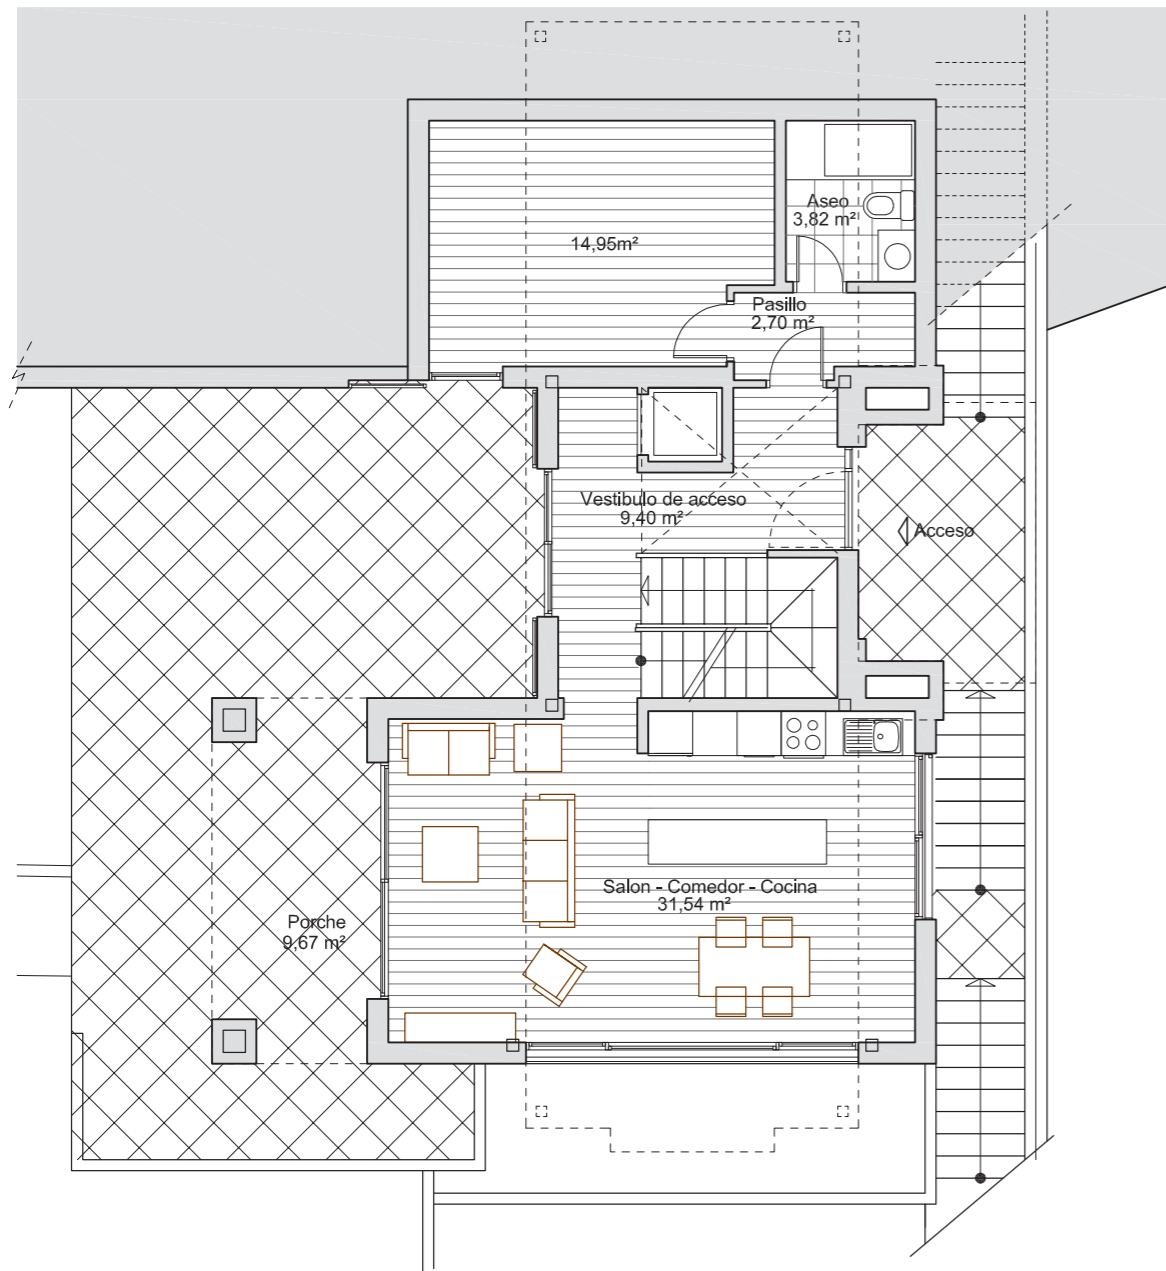 Aseo
3,82 m²
14,95m²
Pasillo
2,70 m²
Vestibulo de acceso
9,40 m²
Acceso
Salon - Comedor - Cocina
31,54 m²
Porche
9,67 m²